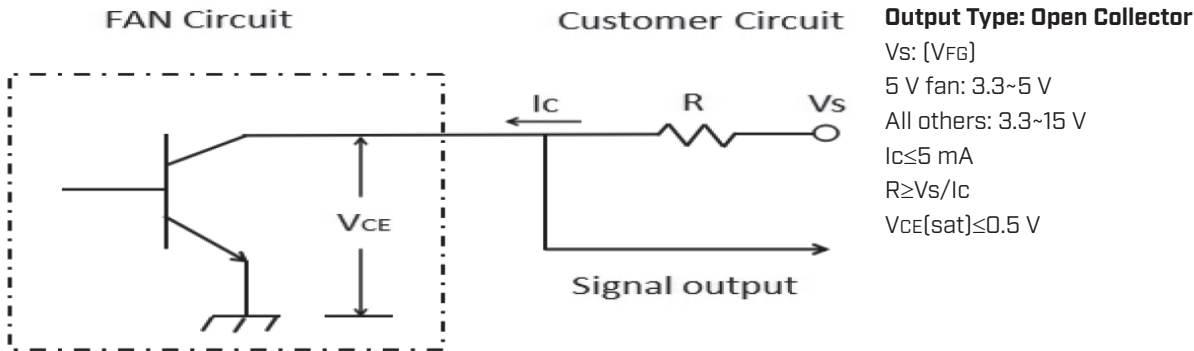 FAN Circuit
Customer Circuit
Ic
R
Vs
VCE
Signal output
Output Type: Open Collector
Vs: (VFG)
5 V fan: 3.3~5 V
All others: 3.3~15 V
Ic≤5 mA
R≥Vs/Ic
VCE(sat)≤0.5 V